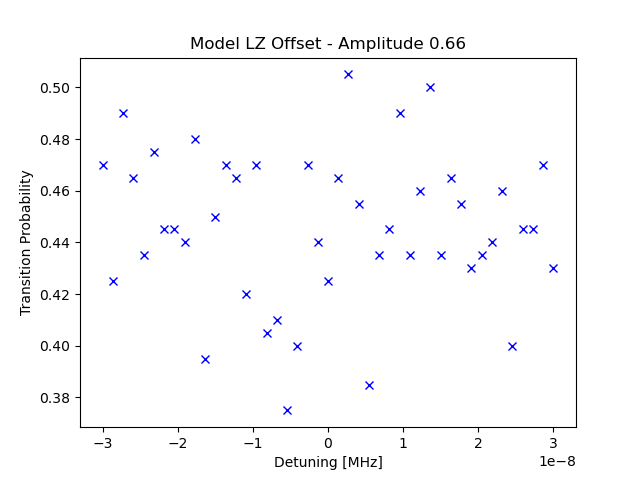 Model LZ Offset - Amplitude 0.66
0.50
0.48
0.46
0.44
0.42
0.40
0.38
Transition Probability
−3 −2 −1 0 1 2 3
1e−8
Detuning [MHz]